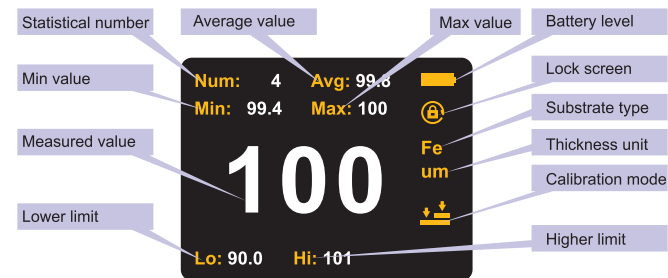 Statistical number
Average value
Max value
Battery level
Min value
Measured value
Lower limit
Num: 4 Avg: 99.8
Min: 99.4 Max: 100
100
Fe
um
Lo: 90.0 Hi: 101
Lock screen
Substrate type
Thickness unit
Calibration mode
Higher limit